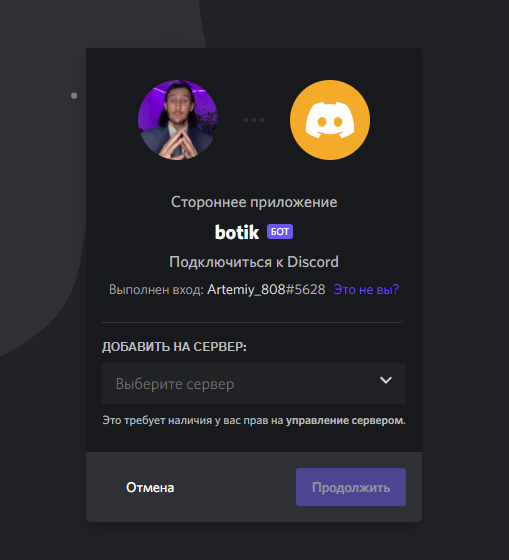 Стороннее приложение
botik БОТ
Подключиться к Discord
Выполнен вход: Artemiy_808#5628 Это не вы?
ДОБАВИТЬ НА СЕРВЕР:
Выберите сервер
Это требует наличия у вас прав на управление сервером.
Отмена Продолжить